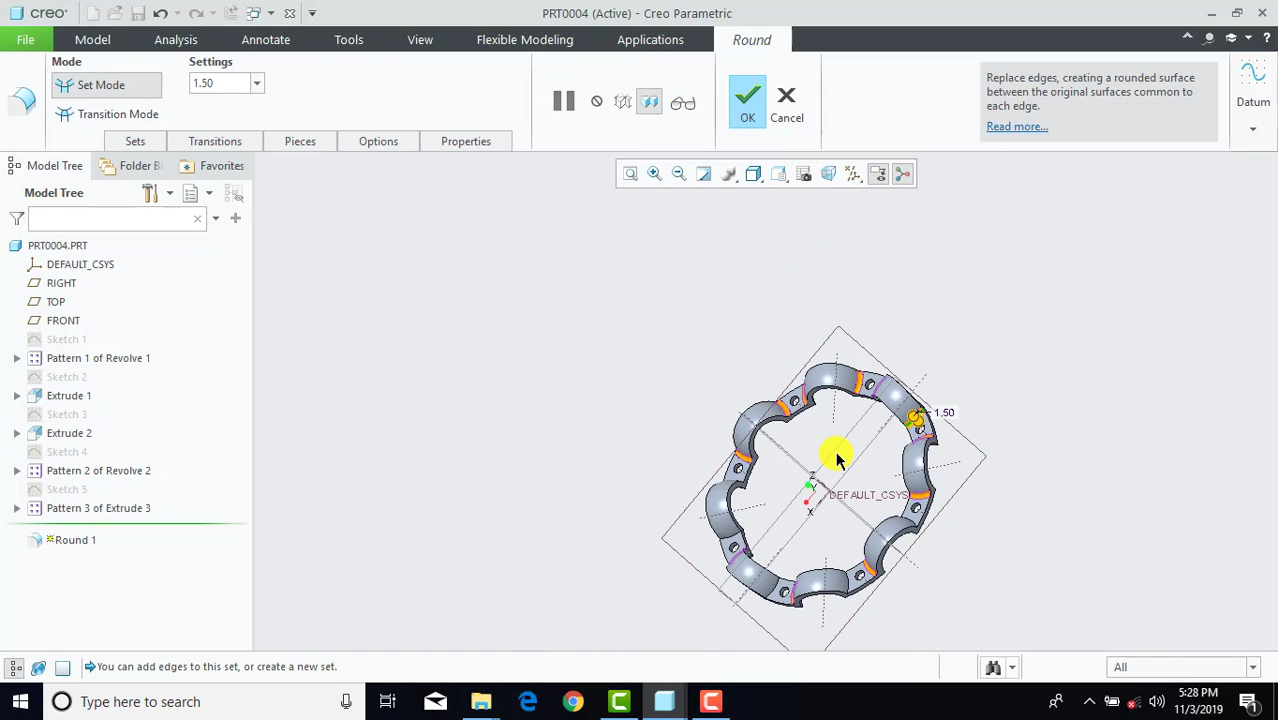 creo
PRT0004 (Active) - Creo Parametric
File
Model
Analysis
Annotate
Tools
View
Flexible Modeling
Applications
Round
Mode
Set Mode
Transition Mode
Settings
1.50
OK
Cancel
Replace edges, creating a rounded surface
between the original surfaces common to
each edge.
Read more...
Datum
Sets
Transitions
Pieces
Options
Properties
Model Tree
Folder B
Favorites
Model Tree
PRT0004.PRT
DEFAULT_CSYS
RIGHT
TOP
FRONT
Sketch 1
Pattern 1 of Revolve 1
Sketch 2
Extrude 1
Sketch 3
Extrude 2
Sketch 4
Pattern 2 of Revolve 2
Sketch 5
Pattern 3 of Extrude 3
Round 1
1.50
Z
Y
DEFAULT_CSYS
X
You can add edges to this set, or create a new set.
All
Type here to search
5:28 PM
11/3/2019
1